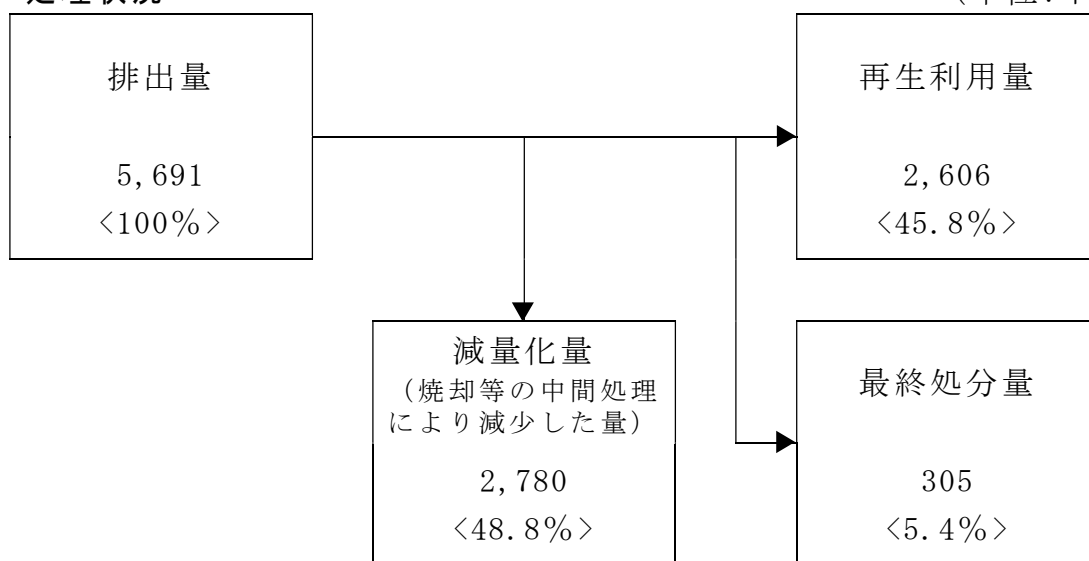 排出量
5,691
<100%>
再生利用量
2,606
<45.8%>
減量化量
（焼却等の中間処理
により減少した量）
2,780
<48.8%>
最終処分量
305
<5.4%>